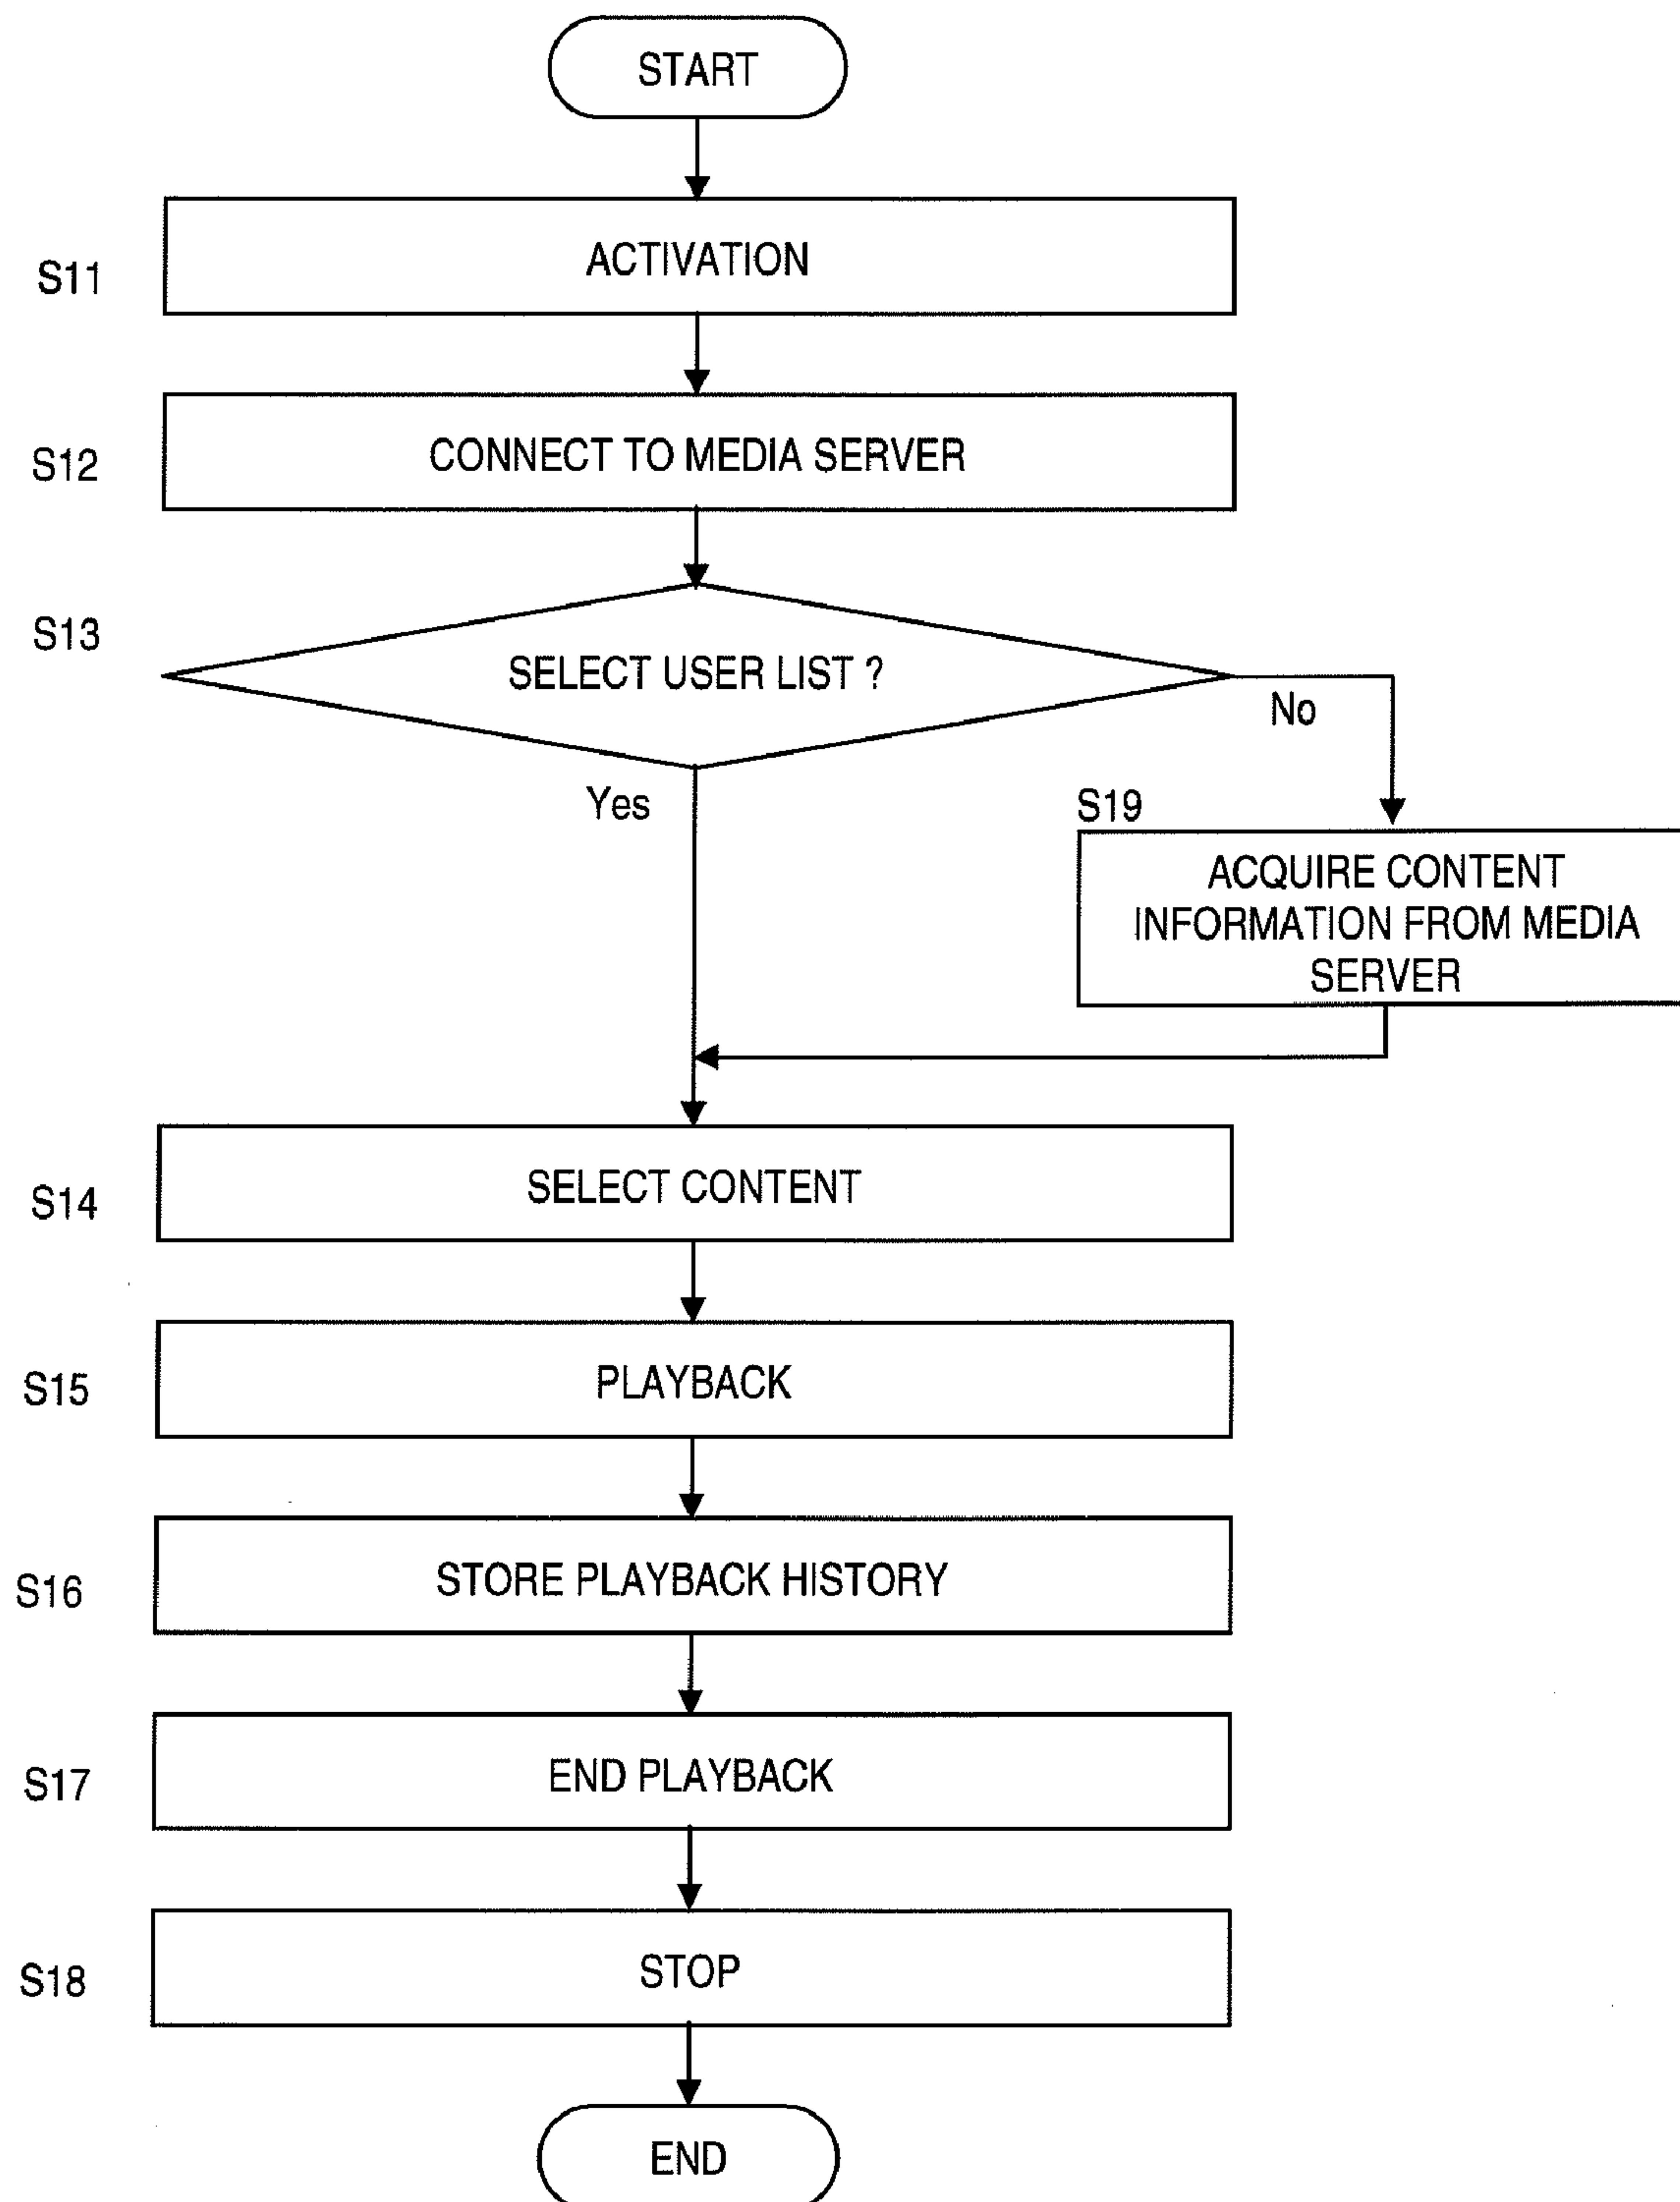 START
S11
ACTIVATION
S12
CONNECT TO MEDIA SERVER
S13
SELECT USER LIST ?
No
Yes
S19
ACQUIRE CONTENT
INFORMATION FROM MEDIA
SERVER
S14
SELECT CONTENT
S15
PLAYBACK
S16
STORE PLAYBACK HISTORY
S17
END PLAYBACK
S18
STOP
END